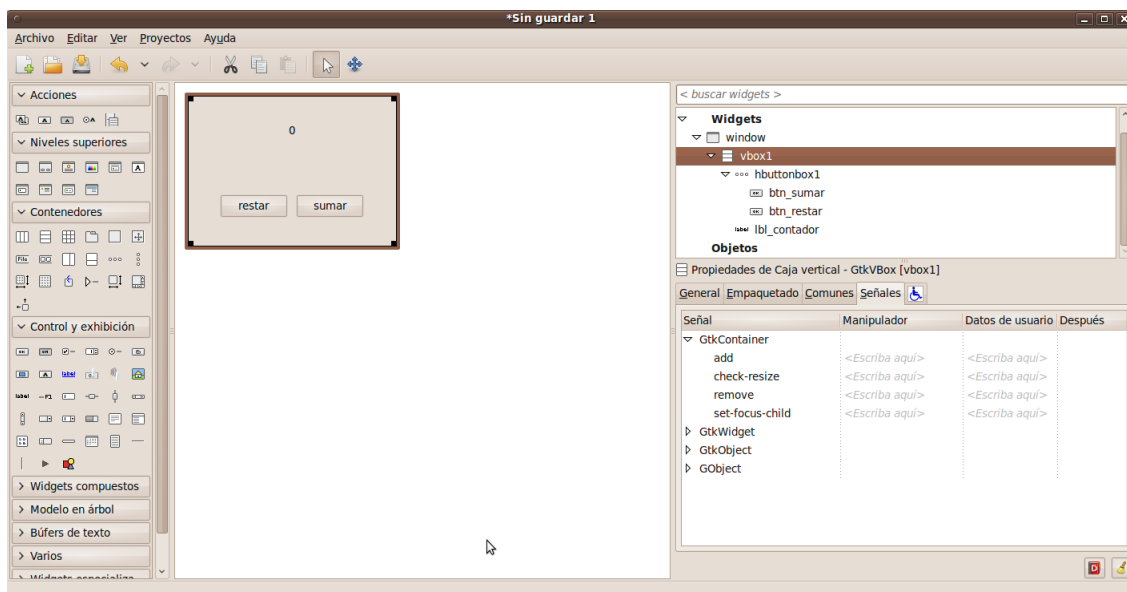 *Sin guardar 1
Archivo Editar Ver Proyectos Ayuda
Acciones
Niveles superiores
Contenedores
Control y exhibición
Widgets compuestos
Modelo en árbol
Búfers de texto
Varios
0
restar sumar
< buscar widgets >
Widgets
window
vbox1
hbuttonbox1
btn_sumar
btn_restar
label lbl_contador
Objetos
Propiedades de Caja vertical - GtkVBox [vbox1]
General Empaquetado Comunes Señales
Señal Manipulador Datos de usuario Después
GtkContainer
add <Escriba aquí> <Escriba aquí>
check-resize <Escriba aquí> <Escriba aquí>
remove <Escriba aquí> <Escriba aquí>
set-focus-child <Escriba aquí> <Escriba aquí>
GtkWidget
GtkObject
GObject